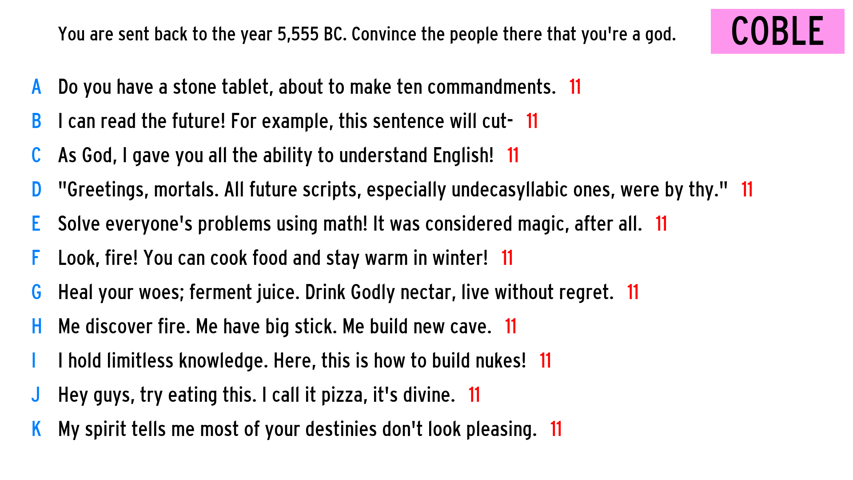 You are sent back to the year 5,555 BC. Convince the people there that you're a god.
COBLE
A Do you have a stone tablet, about to make ten commandments. 11
B I can read the future! For example, this sentence will cut- 11
C As God, I gave you all the ability to understand English! 11
D "Greetings, mortals. All future scripts, especially undecasyllabic ones, were by thy." 11
E Solve everyone's problems using math! It was considered magic, after all. 11
F Look, fire! You can cook food and stay warm in winter! 11
G Heal your woes; ferment juice. Drink Godly nectar, live without regret. 11
H Me discover fire. Me have big stick. Me build new cave. 11
I I hold limitless knowledge. Here, this is how to build nukes! 11
J Hey guys, try eating this. I call it pizza, it's divine. 11
K My spirit tells me most of your destinies don't look pleasing. 11